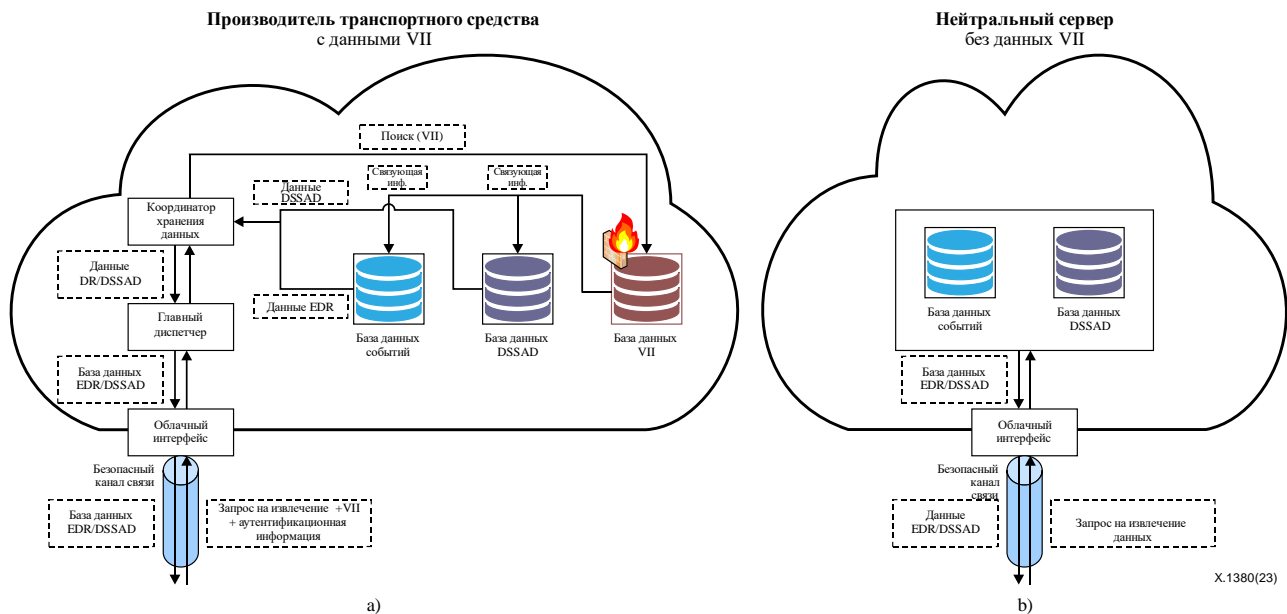 Производитель транспортного средства
с данными VII
Поиск (VII)
Связующая
инф.
Связующая
инф.
Данные
DSSAD
Координатор
хранения
данных
Данные
DR/DSSAD
Данные EDR
Главный
диспетчер
База данных
событий
База данных
DSSAD
База данных
VII
База данных
EDR/DSSAD
Облачный
интерфейс
Безопасный
канал связи
База данных
EDR/DSSAD
Запрос на извлечение +VII
+ аутентификационная
информация
a)
Нейтральный сервер
без данных VII
База данных
событий
База данных
DSSAD
База данных
EDR/DSSAD
Облачный
интерфейс
Безопасный
канал
связи
Данные
EDR/DSSAD
Запрос на извлечение
данных
X.1380(23)
b)